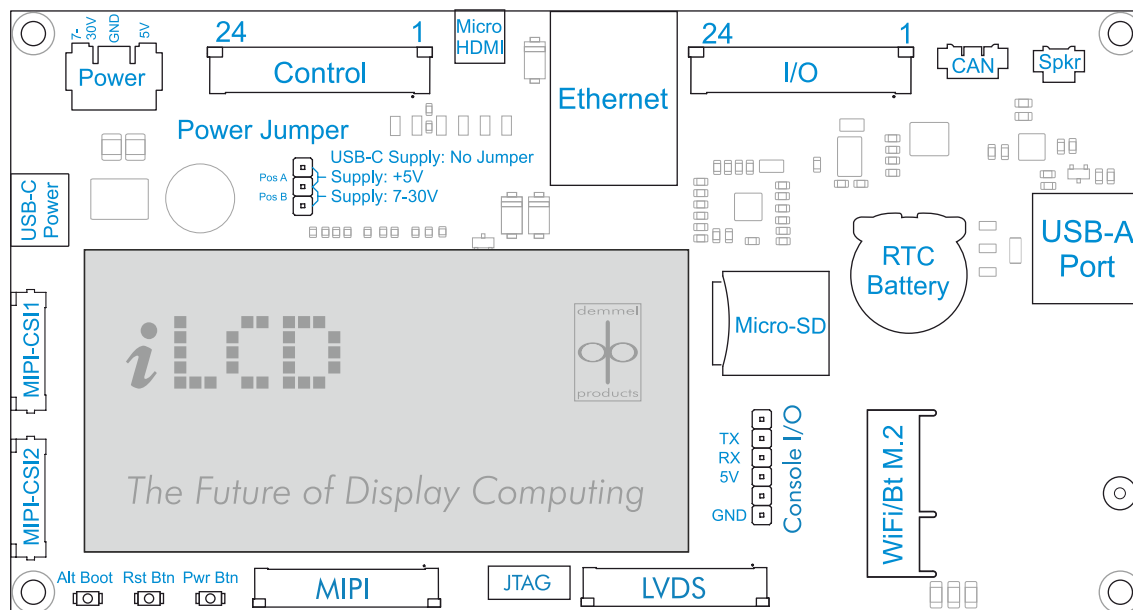 7-
30V
GND
5V
Power
24
1
Control
Micro
HDMI
Ethernet
24
1
I/O
CAN
Spkr
Power Jumper
USB-C Supply: No Jumper
Pos A
Supply: +5V
Pos B
Supply: 7-30V
USB-C
Power
RTC
Battery
USB-A
Port
MIPI-CSI1
iLCD
demmel
dp
products
Micro-SD
MIPI-CSI2
The Future of Display Computing
TX
RX
5V
GND
Console I/O
WiFi/Bt M.2
Alt Boot
Rst Btn
Pwr Btn
MIPI
JTAG
LVDS